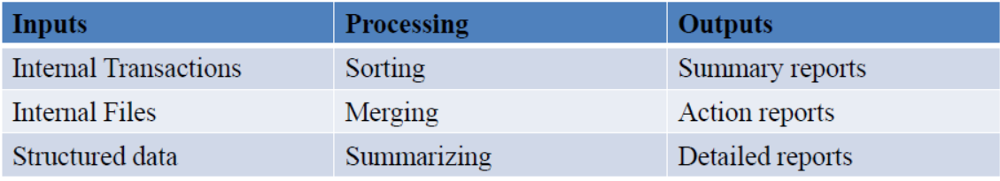 Inputs Processing Outputs
Internal Transactions Sorting Summary reports
Internal Files Merging Action reports
Structured data Summarizing Detailed reports